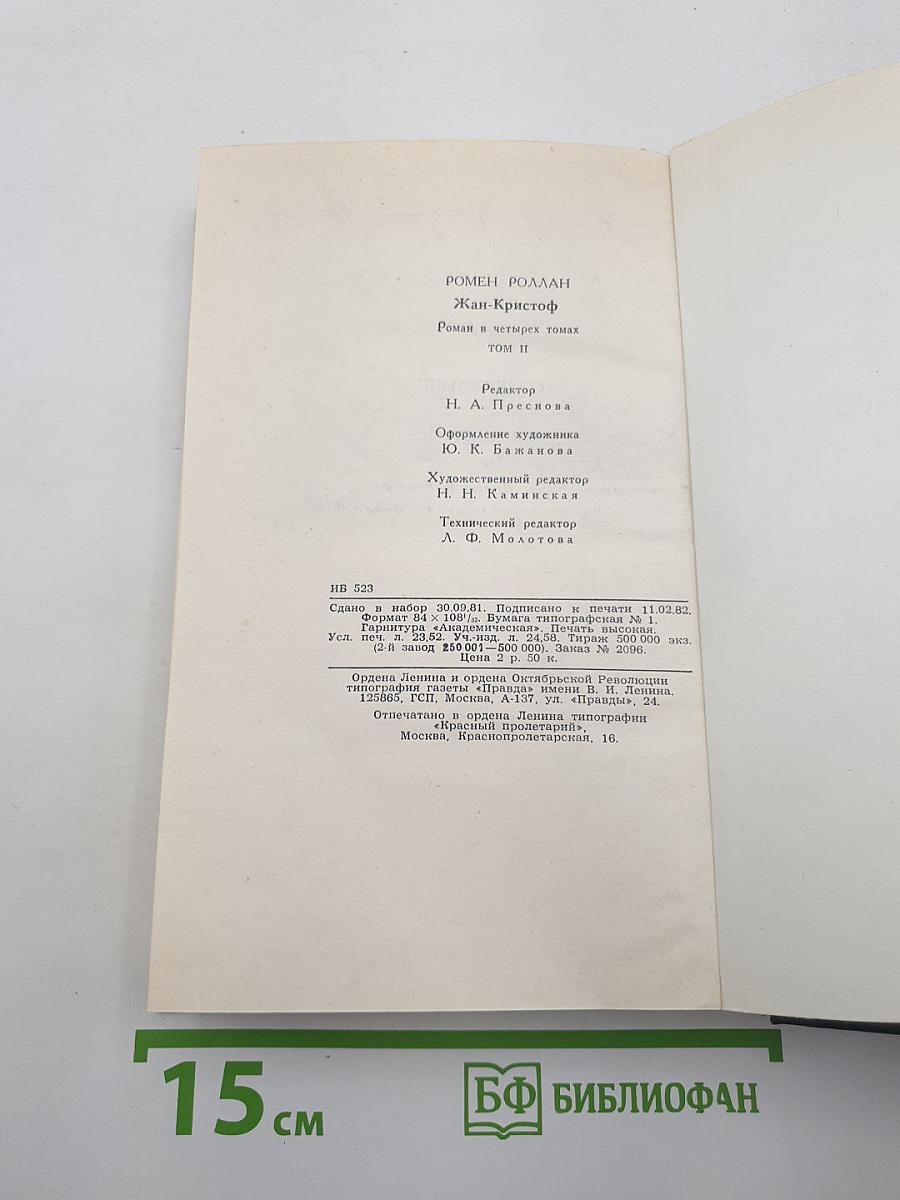 РОМЕН РОЛЛАН
Жан-Кристоф
Роман в четырех томах
ТОМ II
Редактор
Н. А. Преснова
Оформление художника
Ю. К. Бажанова
Художественный редактор
Н. Н. Каминская
Технический редактор
Л. Ф. Молотова
ИБ 523
Сдано в набор 30.09.81. Подписано к печати 11.02.82.
Формат 84 × 108¹/₃₂. Бумага типографская № 1.
Гарнитура «Академическая». Печать высокая.
Усл. печ. л. 23,52. Уч.-изд. л. 24,58. Тираж 500 000 экз.
(2-й завод 250 001—500 000). Заказ № 2096.
Цена 2 р. 50 к.
Ордена Ленина и ордена Октябрьской Революции
типография газеты «Правда» имени В. И. Ленина.
125865, ГСП, Москва, А-137, ул. «Правды», 24.
Отпечатано в ордена Ленина типографии
«Красный пролетарий»,
Москва, Краснопролетарская, 16.
15 см
БФ БИБЛИОФАН